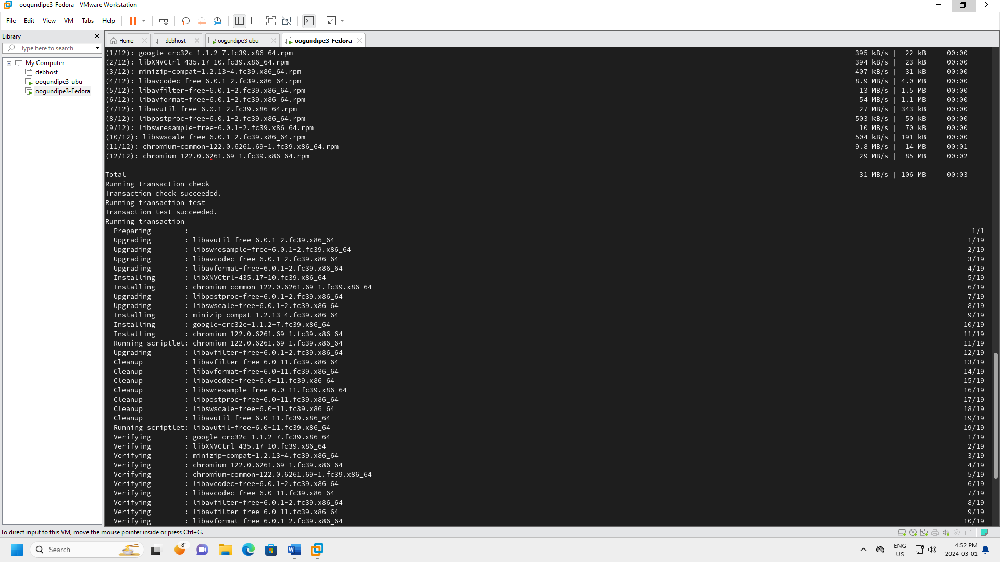 oogundipe3-Fedora - VMware Workstation
File Edit View VM Tabs Help
Library
Type here to search
My Computer
debhost
oogundipe3-ubu
oogundipe3-Fedora
Home debhost oogundipe3-ubu oogundipe3-Fedora
(1/12): google-crc32c-1.1.2-7.fc39.x86_64.rpm 395 kB/s | 22 kB 00:00
(2/12): libXNVCtrl-435.17-10.fc39.x86_64.rpm 394 kB/s | 23 kB 00:00
(3/12): minizip-compat-1.2.13-4.fc39.x86_64.rpm 407 kB/s | 31 kB 00:00
(4/12): libavcodec-free-6.0.1-2.fc39.x86_64.rpm 8.9 MB/s | 4.0 MB 00:00
(5/12): libavfilter-free-6.0.1-2.fc39.x86_64.rpm 13 MB/s | 1.5 MB 00:00
(6/12): libavformat-free-6.0.1-2.fc39.x86_64.rpm 54 MB/s | 1.1 MB 00:00
(7/12): libavutil-free-6.0.1-2.fc39.x86_64.rpm 27 MB/s | 343 kB 00:00
(8/12): libpostproc-free-6.0.1-2.fc39.x86_64.rpm 503 kB/s | 50 kB 00:00
(9/12): libswresample-free-6.0.1-2.fc39.x86_64.rpm 10 MB/s | 70 kB 00:00
(10/12): libswscale-free-6.0.1-2.fc39.x86_64.rpm 504 kB/s | 191 kB 00:00
(11/12): chromium-common-122.0.6261.69-1.fc39.x86_64.rpm 9.8 MB/s | 14 MB 00:01
(12/12): chromium-122.0.6261.69-1.fc39.x86_64.rpm 29 MB/s | 85 MB 00:02
Total 31 MB/s | 106 MB 00:03
Running transaction check
Transaction check succeeded.
Running transaction test
Transaction test succeeded.
Running transaction
Preparing : 1/1
Upgrading : libavutil-free-6.0.1-2.fc39.x86_64 1/19
Upgrading : libswresample-free-6.0.1-2.fc39.x86_64 2/19
Upgrading : libavcodec-free-6.0.1-2.fc39.x86_64 3/19
Upgrading : libavformat-free-6.0.1-2.fc39.x86_64 4/19
Installing : libXNVCtrl-435.17-10.fc39.x86_64 5/19
Installing : chromium-common-122.0.6261.69-1.fc39.x86_64 6/19
Upgrading : libpostproc-free-6.0.1-2.fc39.x86_64 7/19
Upgrading : libswscale-free-6.0.1-2.fc39.x86_64 8/19
Installing : minizip-compat-1.2.13-4.fc39.x86_64 9/19
Installing : google-crc32c-1.1.2-7.fc39.x86_64 10/19
Installing : chromium-122.0.6261.69-1.fc39.x86_64 11/19
Running scriptlet: chromium-122.0.6261.69-1.fc39.x86_64 11/19
Upgrading : libavfilter-free-6.0.1-2.fc39.x86_64 12/19
Cleanup : libavfilter-free-6.0-11.fc39.x86_64 13/19
Cleanup : libavformat-free-6.0-11.fc39.x86_64 14/19
Cleanup : libavcodec-free-6.0-11.fc39.x86_64 15/19
Cleanup : libswresample-free-6.0-11.fc39.x86_64 16/19
Cleanup : libpostproc-free-6.0-11.fc39.x86_64 17/19
Cleanup : libswscale-free-6.0-11.fc39.x86_64 18/19
Cleanup : libavutil-free-6.0-11.fc39.x86_64 19/19
Running scriptlet: libavutil-free-6.0-11.fc39.x86_64 19/19
Verifying : google-crc32c-1.1.2-7.fc39.x86_64 1/19
Verifying : libXNVCtrl-435.17-10.fc39.x86_64 2/19
Verifying : minizip-compat-1.2.13-4.fc39.x86_64 3/19
Verifying : chromium-122.0.6261.69-1.fc39.x86_64 4/19
Verifying : chromium-common-122.0.6261.69-1.fc39.x86_64 5/19
Verifying : libavcodec-free-6.0.1-2.fc39.x86_64 6/19
Verifying : libavcodec-free-6.0-11.fc39.x86_64 7/19
Verifying : libavfilter-free-6.0.1-2.fc39.x86_64 8/19
Verifying : libavfilter-free-6.0-11.fc39.x86_64 9/19
Verifying : libavformat-free-6.0.1-2.fc39.x86_64 10/19
To direct input to this VM, move the mouse pointer inside or press Ctrl+G.
Search
8°
ENG
US
4:52 PM
2024-03-01